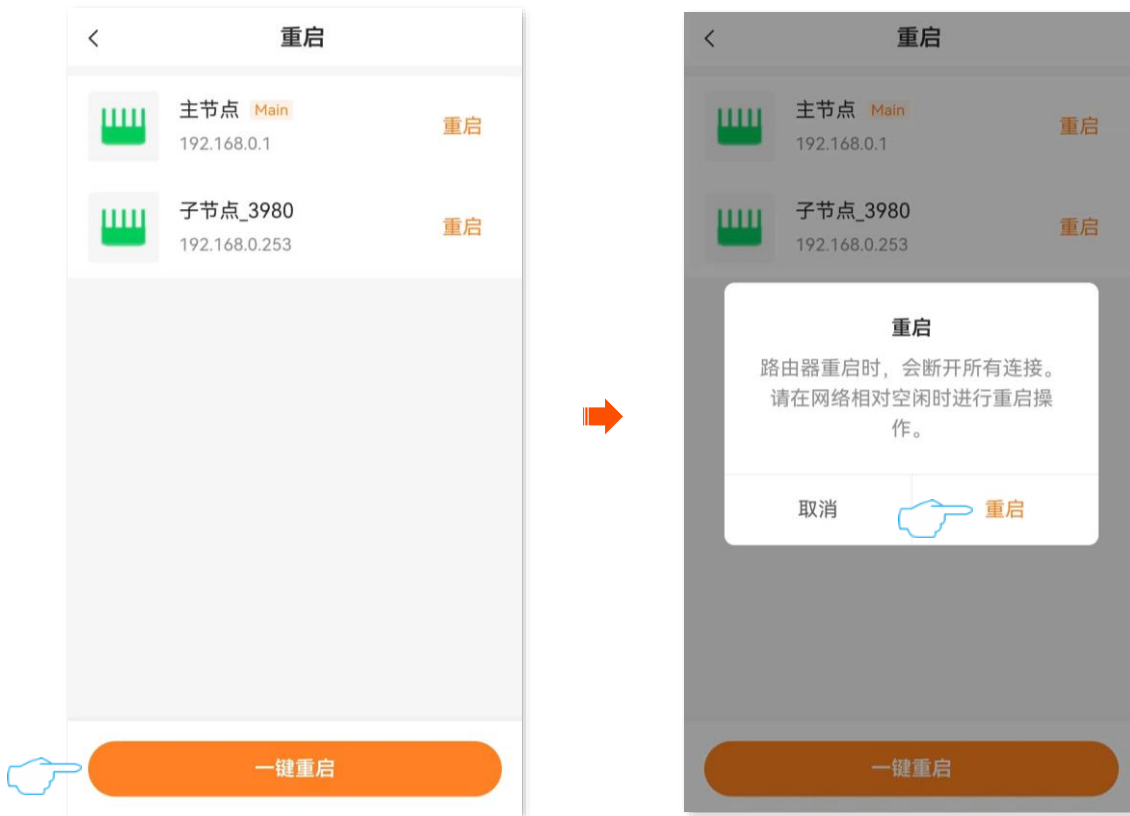 重启
主节点 Main
192.168.0.1
重启
子节点_3980
192.168.0.253
重启
一键重启
重启
主节点 Main
192.168.0.1
重启
子节点_3980
192.168.0.253
重启
重启
路由器重启时，会断开所有连接。
请在网络相对空闲时进行重启操
作。
取消
重启
一键重启